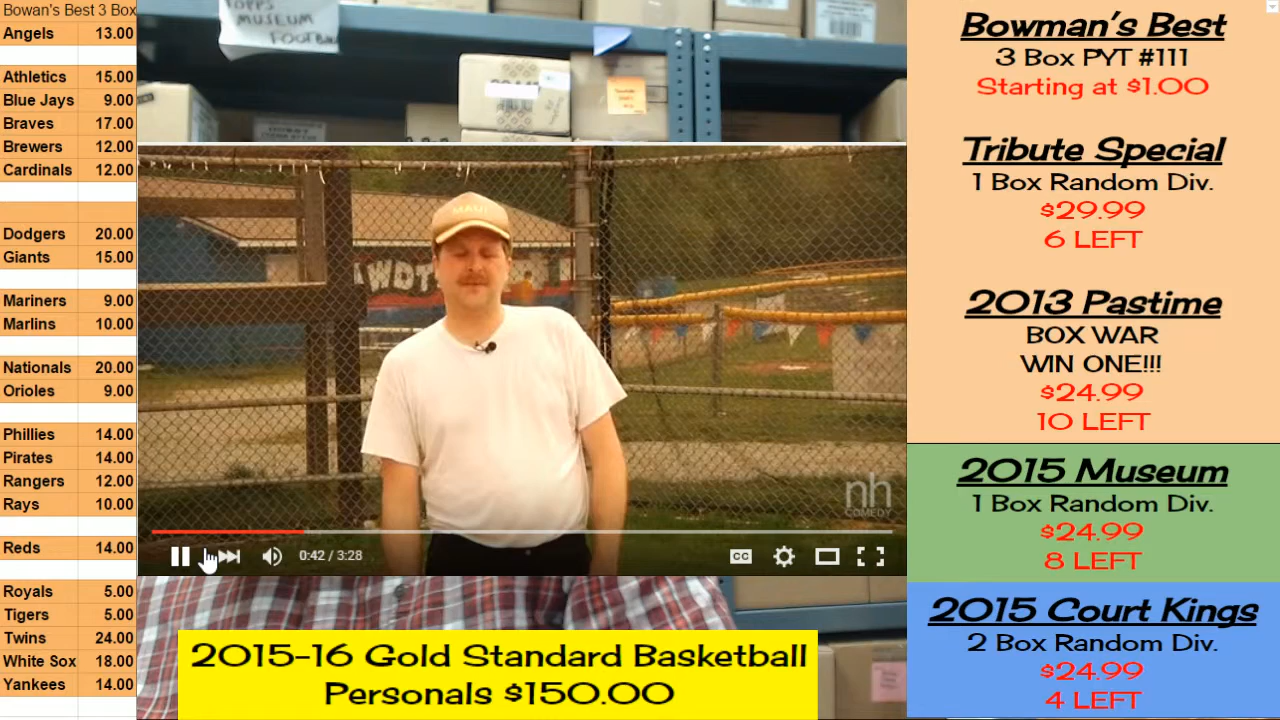 Bowan's Best 3 Box
Angels 13.00
Athletics 15.00
Blue Jays 9.00
Braves 17.00
Brewers 12.00
Cardinals 12.00
Dodgers 20.00
Giants 15.00
Mariners 9.00
Marlins 10.00
Nationals 20.00
Orioles 9.00
Phillies 14.00
Pirates 14.00
Rangers 12.00
Rays 10.00
Reds 14.00
Royals 5.00
Tigers 5.00
Twins 24.00
White Sox 18.00
Yankees 14.00
TOPPS
MUSEUM
FOOTBALL
MAUI
nh
COMEDY
0:42 / 3:28
CC
2015-16 Gold Standard Basketball
Personals $150.00
Bowman's Best
3 Box PYT #111
Starting at $1.00
Tribute Special
1 Box Random Div.
$29.99
6 LEFT
2013 Pastime
BOX WAR
WIN ONE!!!
$24.99
10 LEFT
2015 Museum
1 Box Random Div.
$24.99
8 LEFT
2015 Court Kings
2 Box Random Div.
$24.99
4 LEFT